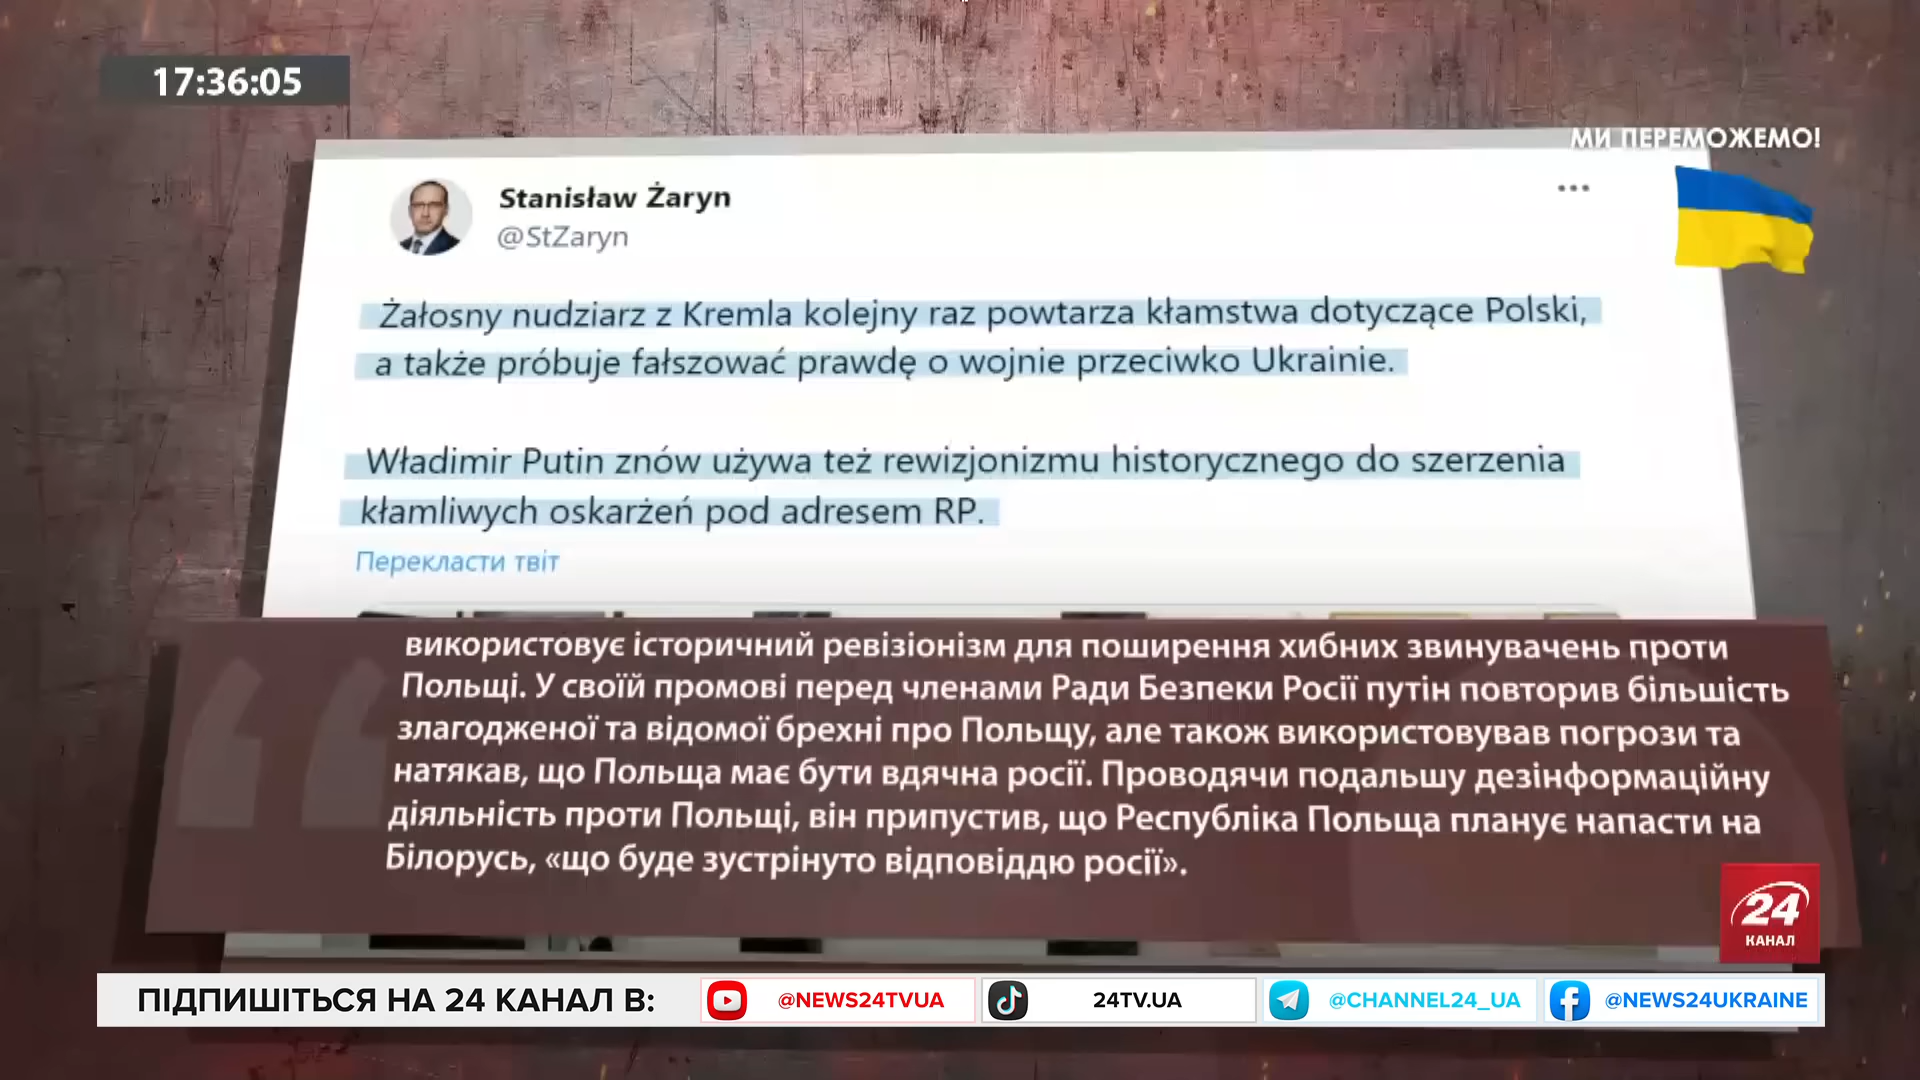 17:36:05
МИ ПЕРЕМОЖЕМО!
Stanisław Żaryn
@StZaryn
Żałosny nudziarz z Kremla kolejny raz powtarza kłamstwa dotyczące Polski,
a także próbuje fałszować prawdę o wojnie przeciwko Ukrainie.
Władimir Putin znów używa też rewizjonizmu historycznego do szerzenia
kłamliwych oskarżeń pod adresem RP.
Перекласти твіт
використовує історичний ревізіонізм для поширення хибних звинувачень проти
Польщі. У своїй промові перед членами Ради Безпеки Росії путін повторив більшість
злагодженої та відомої брехні про Польщу, але також використовував погрози та
натякав, що Польща має бути вдячна росії. Проводячи подальшу дезінформаційну
діяльність проти Польщі, він припустив, що Республіка Польща планує напасти на
Білорусь, «що буде зустрінуто відповіддю росії».
24
КАНАЛ
ПІДПИШІТЬСЯ НА 24 КАНАЛ В: @NEWS24TVUA 24TV.UA @CHANNEL24_UA @NEWS24UKRAINE